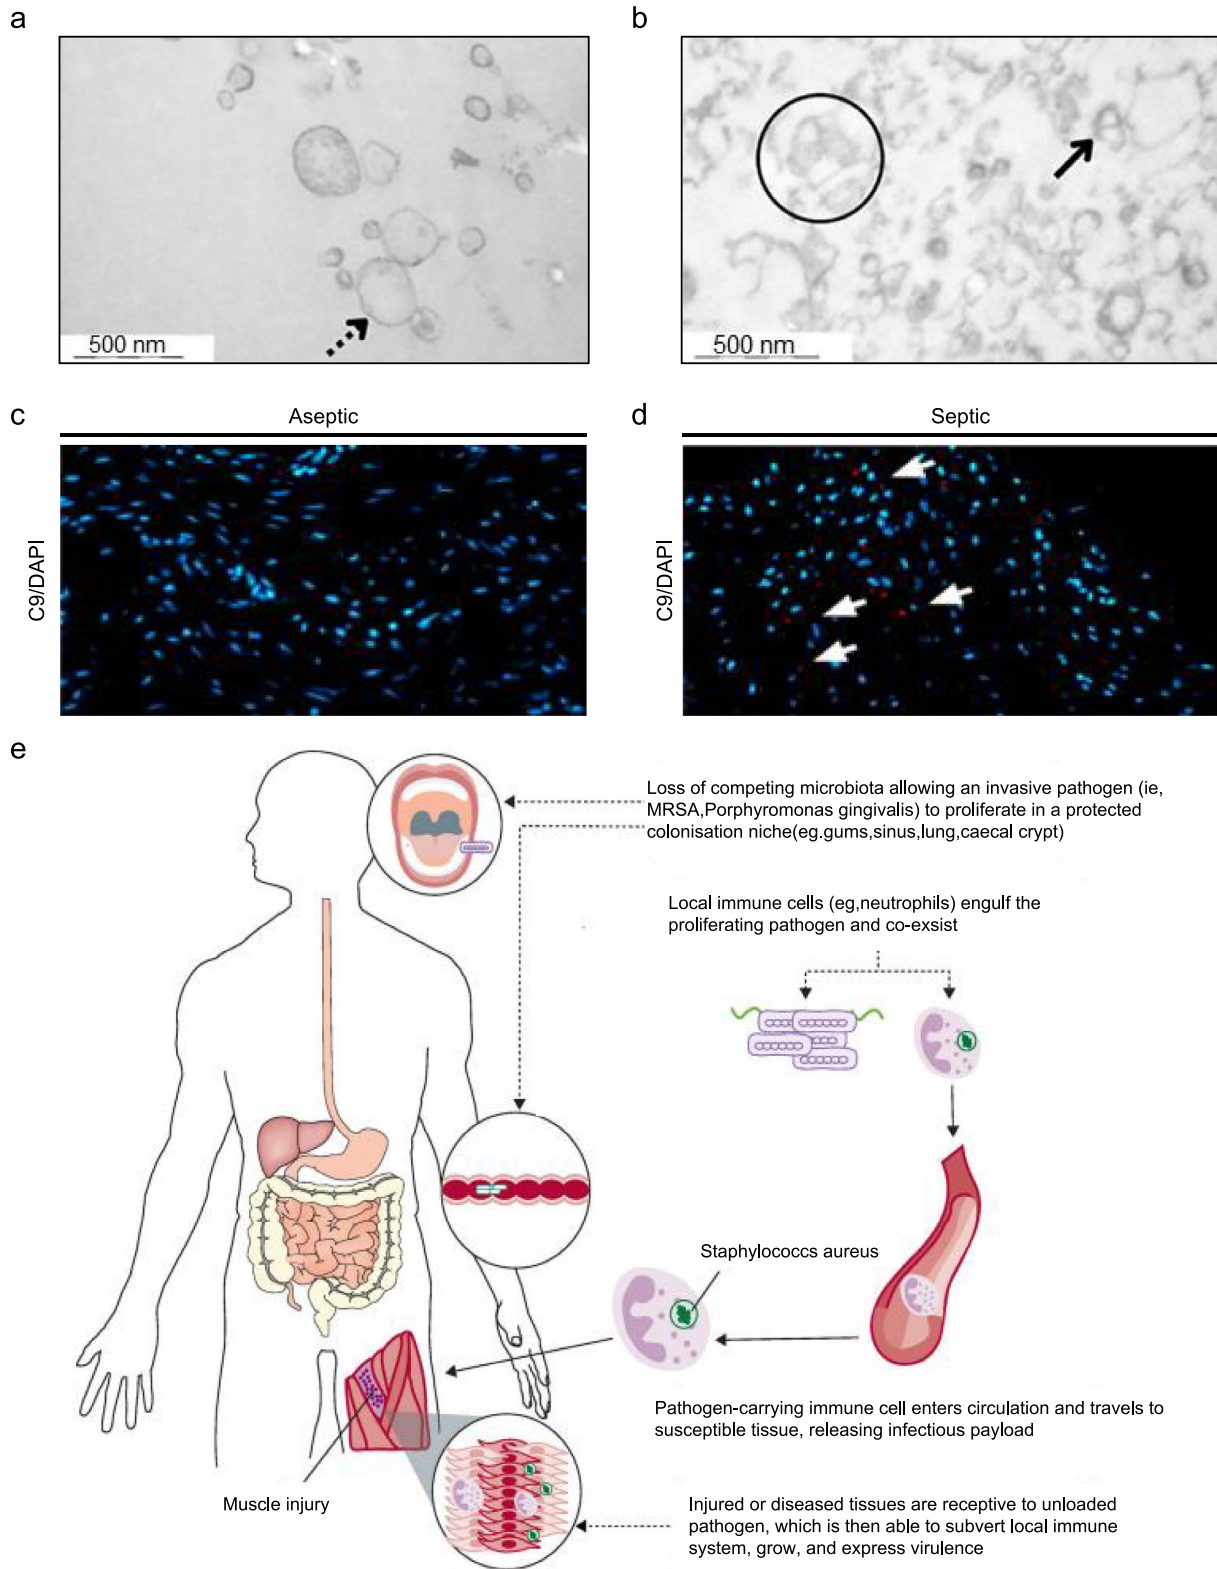 a
b
500 nm
500 nm
c
Aseptic
d
Septic
C9/DAPI
C9/DAPI
e
Loss of competing microbiota allowing an invasive pathogen (ie,
MRSA,Porphyromonas gingivalis) to proliferate in a protected
colonisation niche(eg.gums,sinus,lung,caecal crypt)
Local immune cells (eg,neutrophils) engulf the
proliferating pathogen and co-exsist
Staphylococcs aureus
Pathogen-carrying immune cell enters circulation and travels to
susceptible tissue, releasing infectious payload
Muscle injury
Injured or diseased tissues are receptive to unloaded
pathogen, which is then able to subvert local immune
system, grow, and express virulence